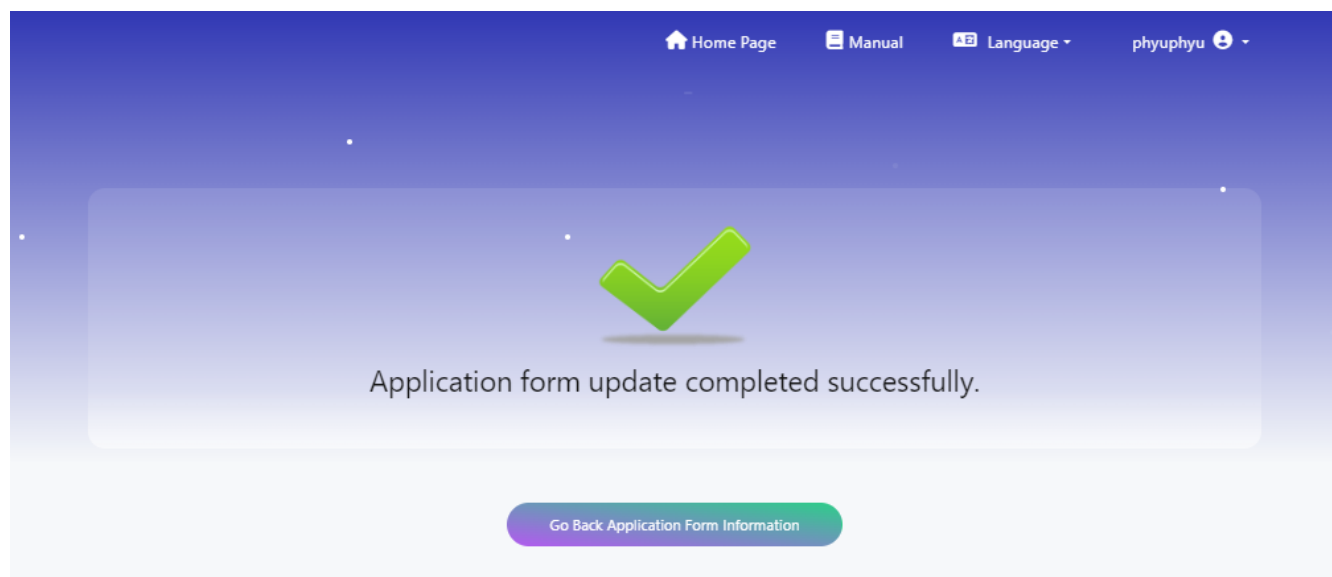 Home Page Manual Language phyuphyu
Application form update completed successfully.
Go Back Application Form Information